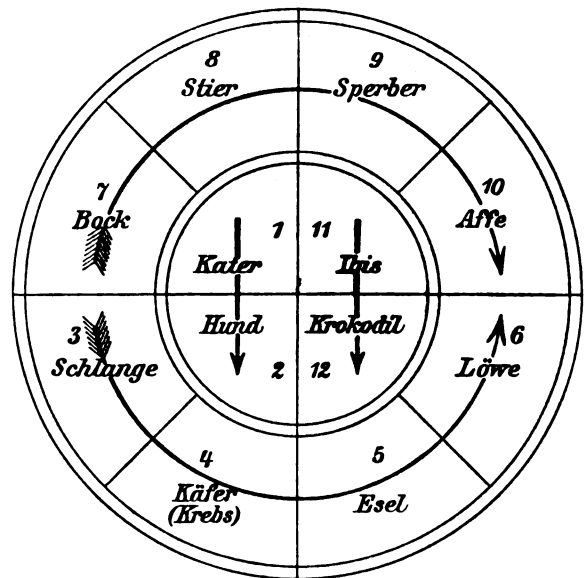 8
Stier
9
Sperber
7
Bock
10
Affe
1
Kater
11
Ibis
Hund
2
Krokodil
12
3
Schlange
6
Löwe
4
Käfer
(Krebs)
5
Esel